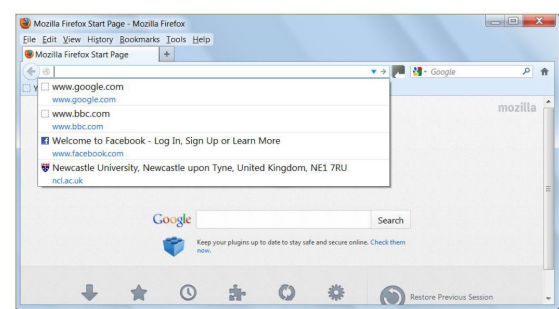 Mozilla Firefox Start Page - Mozilla Firefox
File Edit View History Bookmarks Tools Help
Mozilla Firefox Start Page
Google
Y
www.google.com
www.google.com
www.bbc.com
www.bbc.com
Welcome to Facebook - Log In, Sign Up or Learn More
www.facebook.com
Newcastle University, Newcastle upon Tyne, United Kingdom, NE1 7RU
ncl.ac.uk
mozilla
Google Search
Keep your plugins up to date to stay safe and secure online. Check them
now.
Restore Previous Session